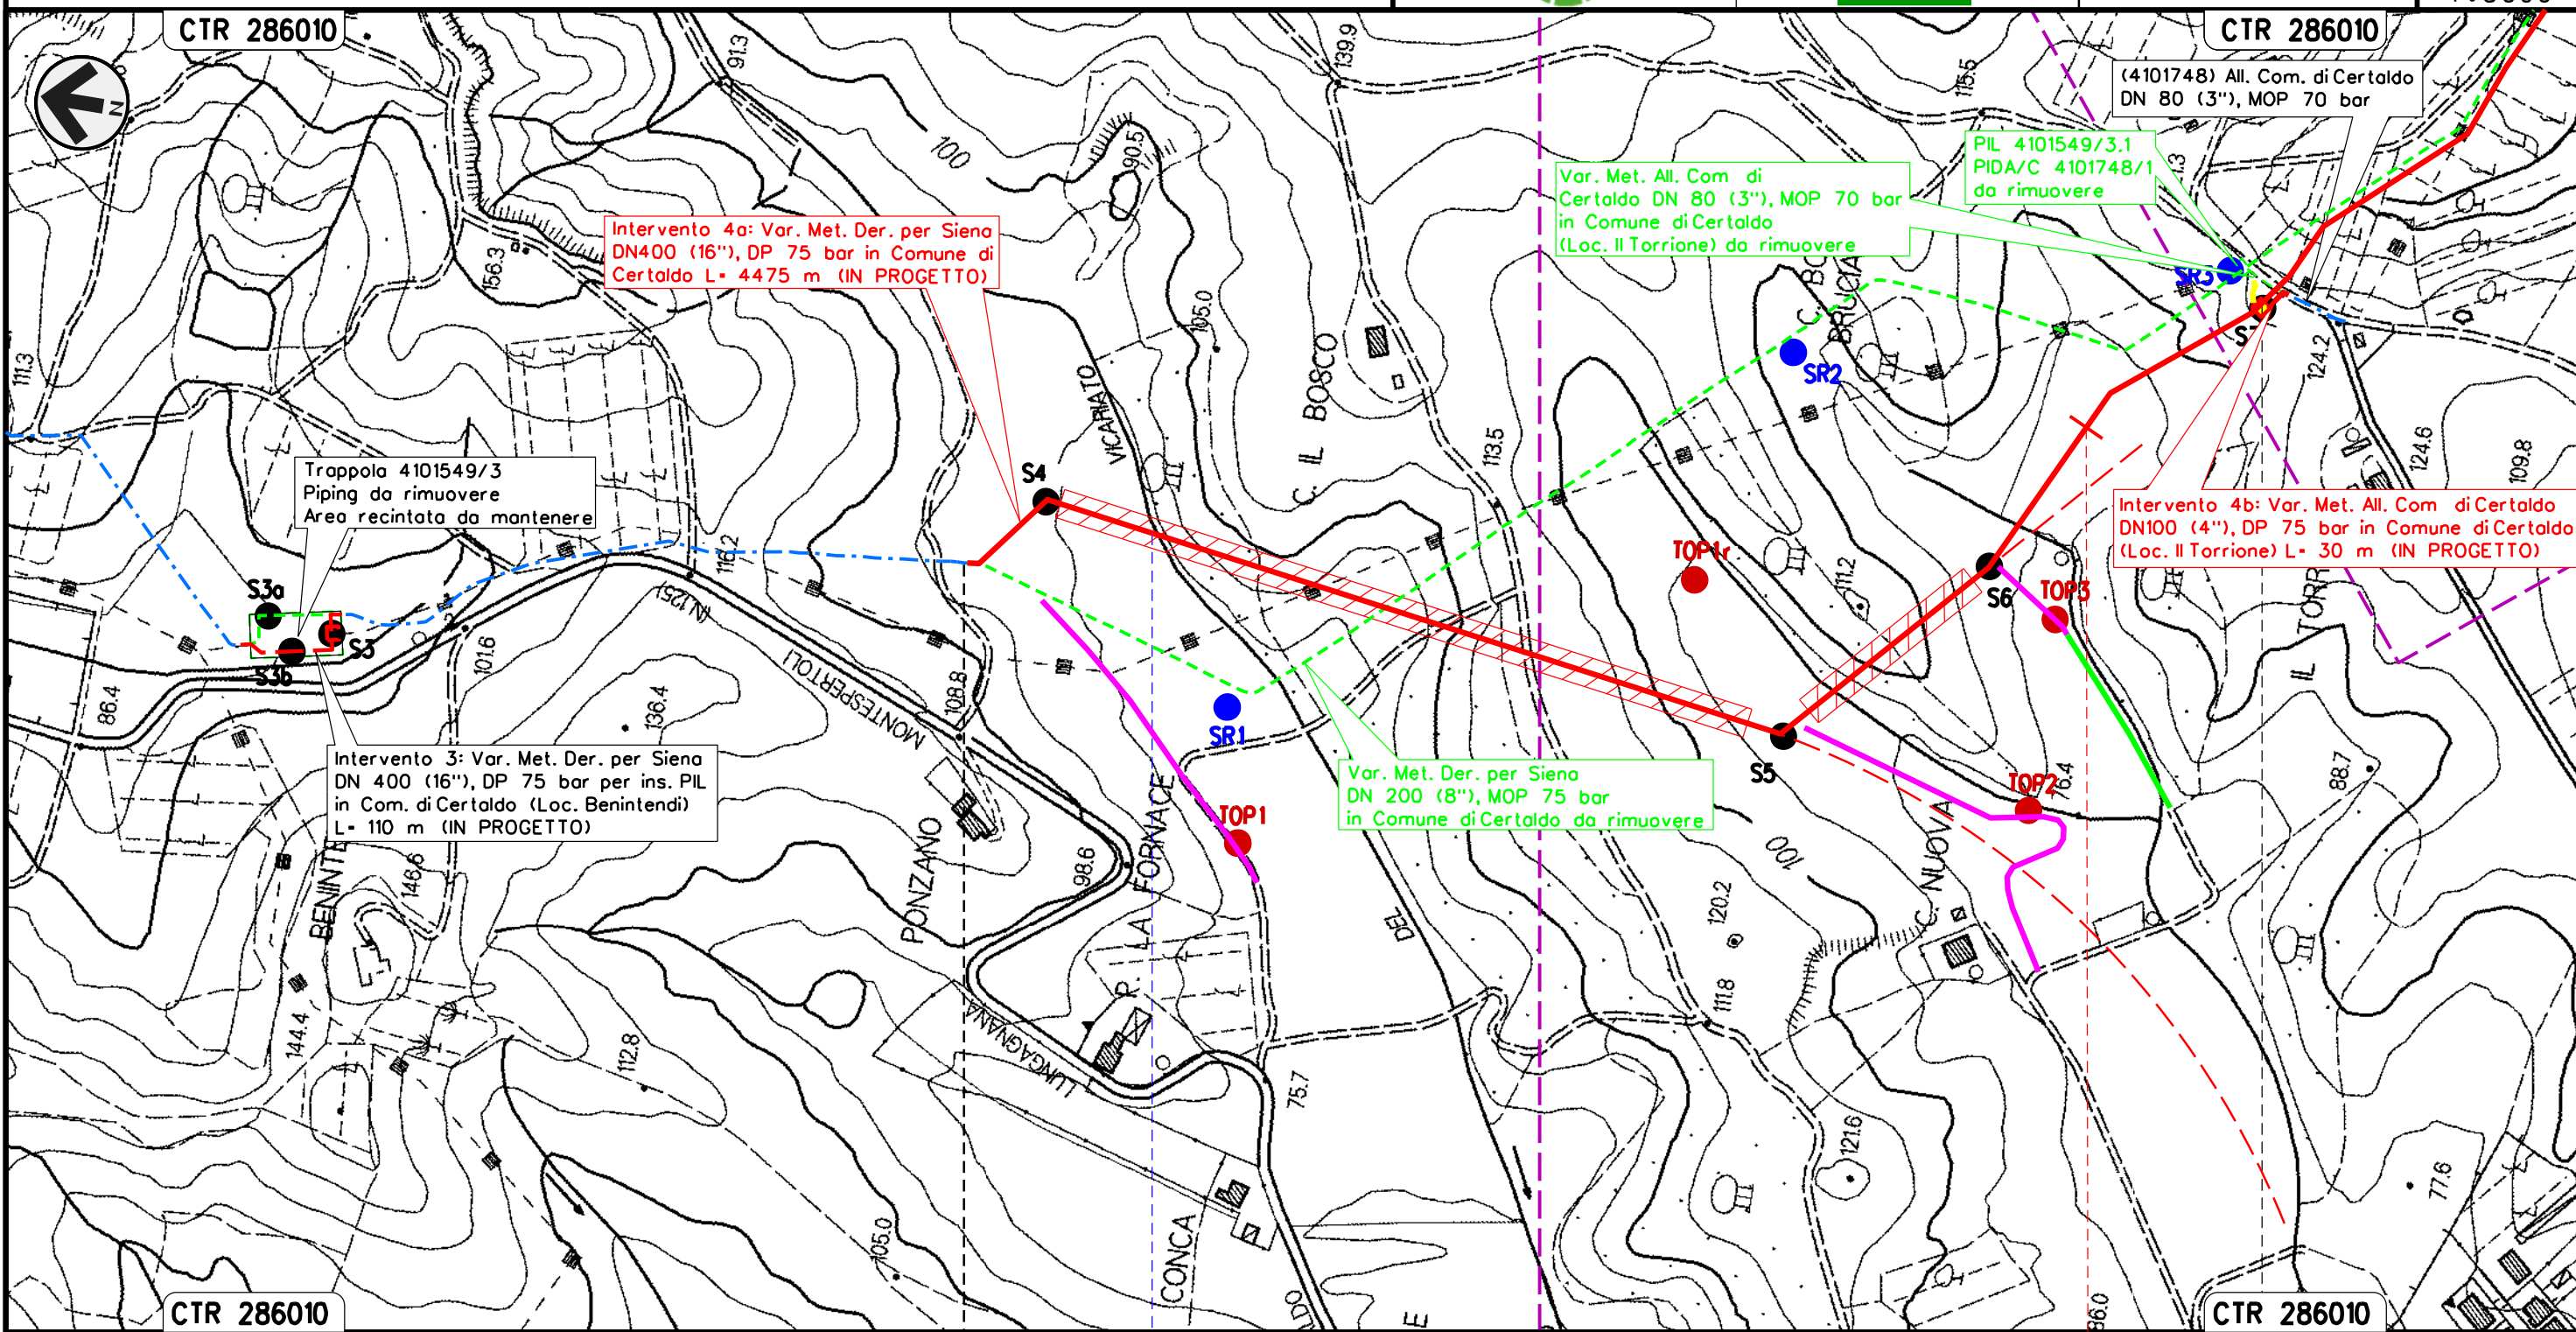 CTR 286010
CTR 286010
N
(4101748) All. Com. di Certaldo
DN 80 (3"), MOP 70 bar
PIL 4101549/3.1
PIDA/C 4101748/1
da rimuovere
Var. Met. All. Com di
Certaldo DN 80 (3"), MOP 70 bar
in Comune di Certaldo
(Loc. Il Torrione) da rimuovere
Intervento 4a: Var. Met. Der. per Siena
DN400 (16"), DP 75 bar in Comune di
Certaldo L= 4475 m (IN PROGETTO)
91.3
139.9
115.5
100
90.5
156.3
105.0
111.3
VICARIATO
C. IL BOSCO
BRUCIA
SR3
SR2
124.2
124.6
109.8
113.5
Trappola 4101549/3
Piping da rimuovere
Area recintata da mantenere
S4
Intervento 4b: Var. Met. All. Com di Certaldo
DN100 (4"), DP 75 bar in Comune di Certaldo
(Loc. Il Torrione) L= 30 m (IN PROGETTO)
116.2
(N.125)
TOP1r
111.2
S6
TOP3
S3a
S3
S3b
101.6
86.4
136.4
MONTESPERTOLI
108.8
SR1
S5
TOP2
76.4
88.7
Intervento 3: Var. Met. Der. per Siena
DN 400 (16"), DP 75 bar per ins. PIL
in Com. di Certaldo (Loc. Benintendi)
L= 110 m (IN PROGETTO)
Var. Met. Der. per Siena
DN 200 (8"), MOP 75 bar
in Comune di Certaldo da rimuovere
TOP1
PONZANO
98.6
P. LA FORNACE
146.6
100
C. NUOVA
120.2
DEL
111.8
LUNGAGNANA
144.4
112.8
75.7
121.6
77.6
105.0
CONCA
E
CTR 286010
CTR 286010